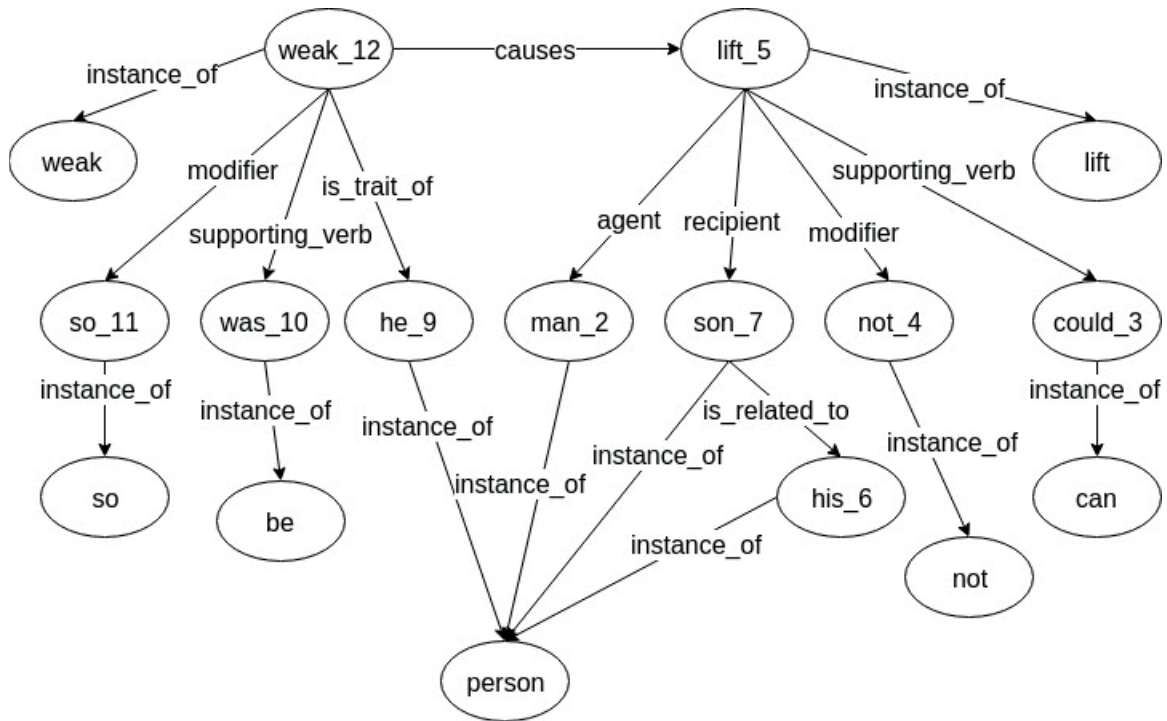 weak_12
causes
lift_5
instance_of
instance_of
weak
modifier
is_trait_of
supporting_verb
agent
recipient
modifier
supporting_verb
lift
so_11
was_10
he_9
man_2
son_7
not_4
could_3
instance_of
instance_of
instance_of
instance_of
instance_of
is_related_to
instance_of
instance_of
so
be
his_6
can
instance_of
not
person